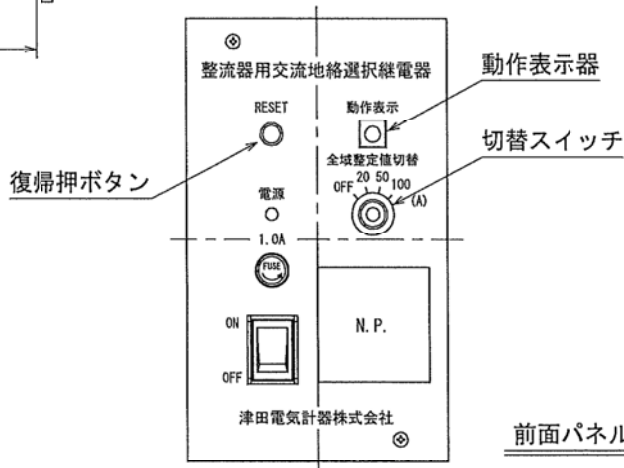 整流器用交流地絡選択継電器
RESET
動作表示
動作表示器
全域整定値切替
切替スイッチ
OFF 20 50 100 (A)
復帰押ボタン
電源
1.0A
FUSE
ON
N.P.
OFF
津田電気計器株式会社
前面パネル